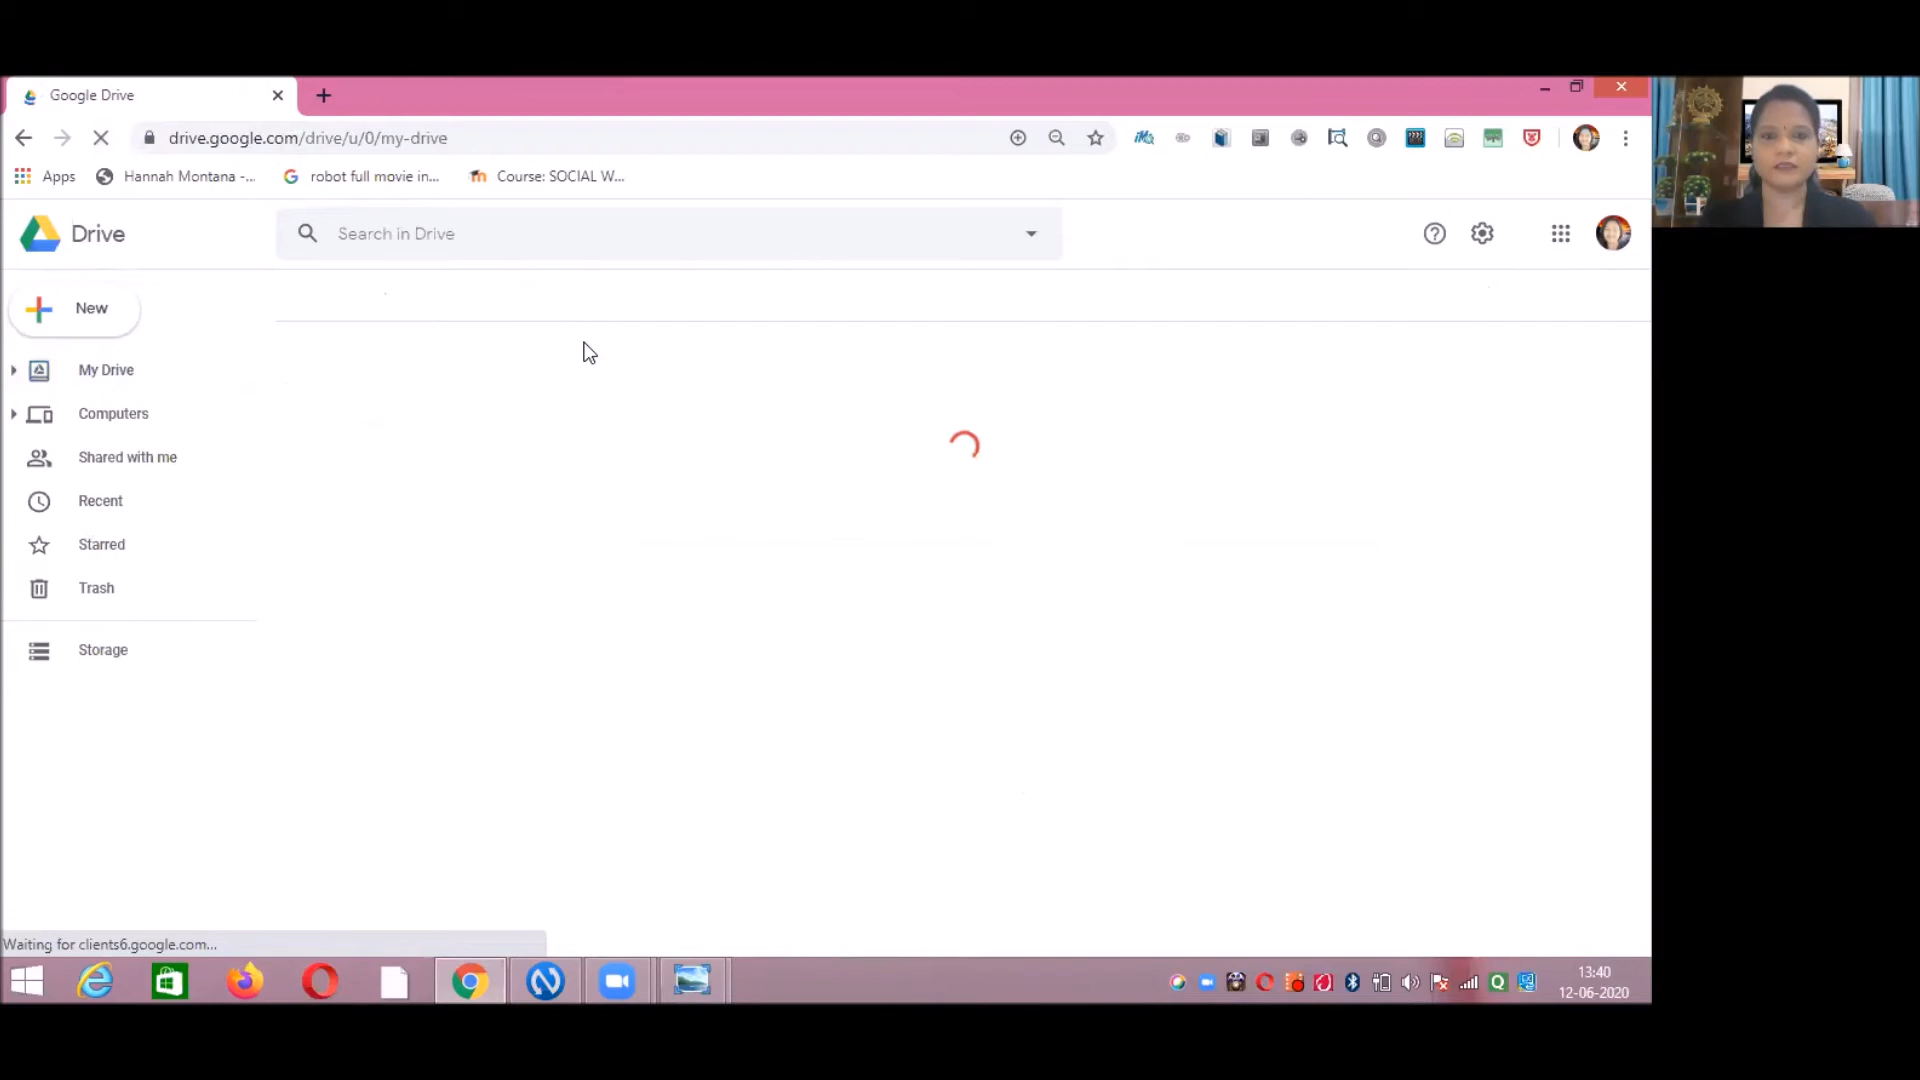 Google Drive
drive.google.com/drive/u/0/my-drive
Apps Hannah Montana -... robot full movie in... Course: SOCIAL W...
Drive
Search in Drive
New
My Drive
Computers
Shared with me
Recent
Starred
Trash
Storage
Waiting for clients6.google.com...
13:40
12-06-2020